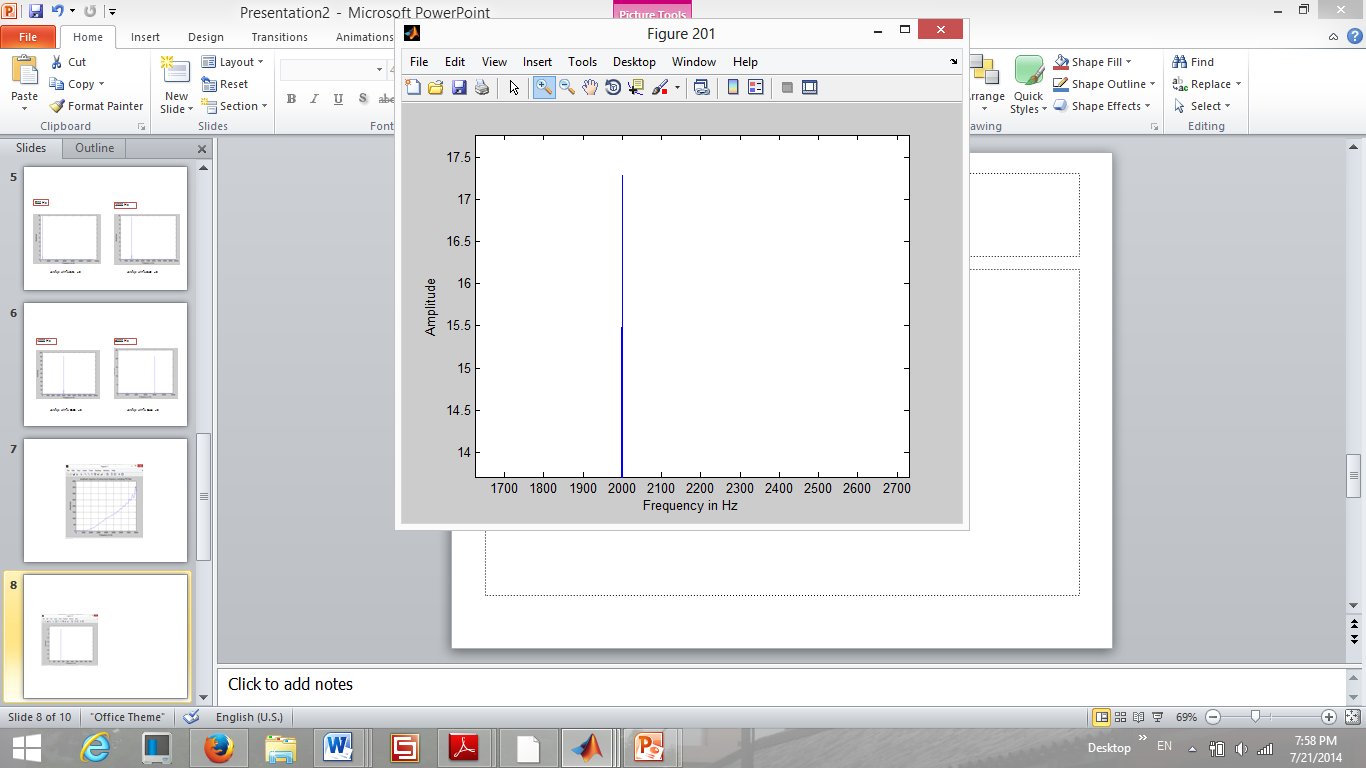 Presentation2 - Microsoft PowerPoint
Picture Tools
File Home Insert Design Transitions Animations
Paste
Cut
Copy
Format Painter
Clipboard
New
Slide
Layout
Reset
Section
Slides
B I U S abc
Font
Arrange
Quick
Styles
Shape Fill
Shape Outline
Shape Effects
Find
Replace
Select
Editing
Slides Outline
5
6
7
8
Figure 201
File Edit View Insert Tools Desktop Window Help
17.5
17
16.5
16
15.5
15
14.5
14
Amplitude
1700 1800 1900 2000 2100 2200 2300 2400 2500 2600 2700
Frequency in Hz
Click to add notes
Slide 8 of 10 "Office Theme" English (U.S.) 69%
Desktop EN
7:58 PM
7/21/2014